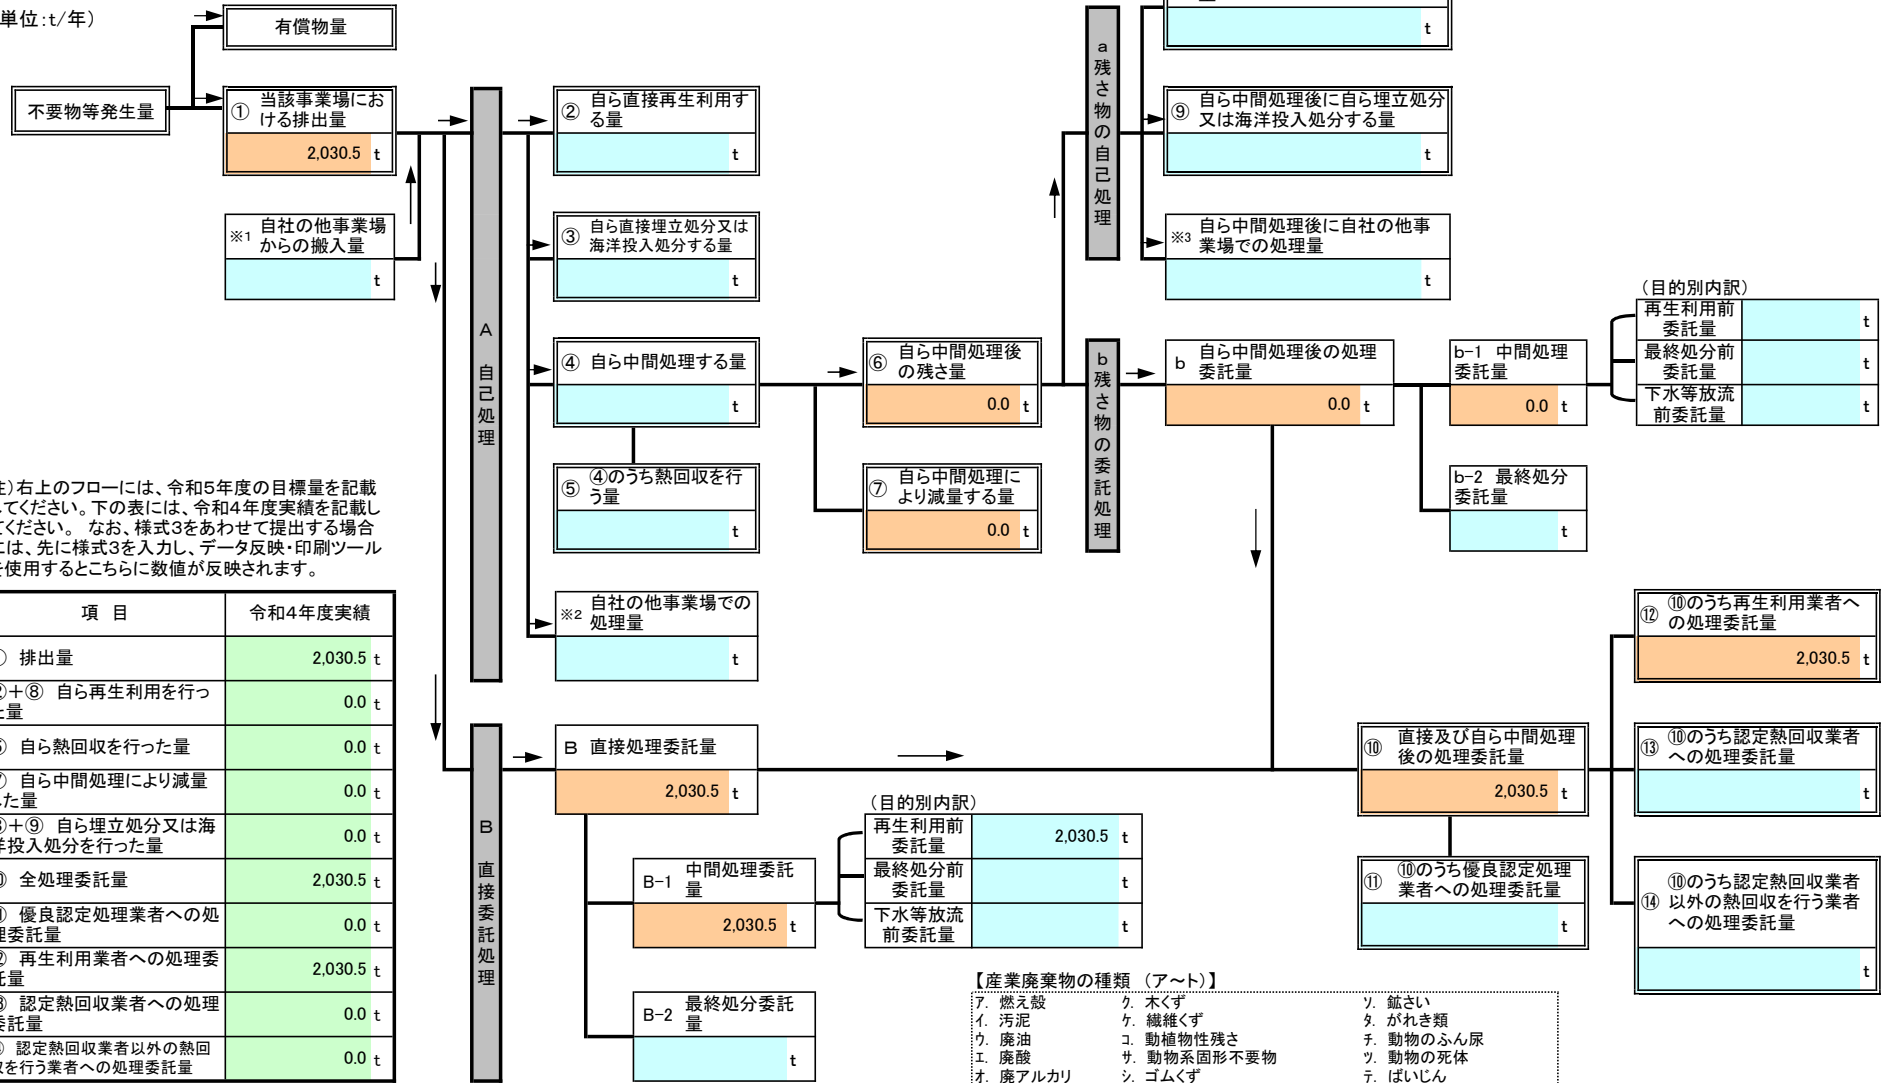 単位:t/年)
有償物量
不要物等発生量
① 当該事業場にお
ける排出量
2,030.5 t
※1 自社の他事業場
からの搬入量
t
A 自己処理
② 自ら直接再生利用す
る量
t
③ 自ら直接埋立処分又は
海洋投入処分する量
t
④ 自ら中間処理する量
t
⑤ ④のうち熱回収を行
う量
t
※2 自社の他事業場での
処理量
t
⑥ 自ら中間処理後
の残さ量
0.0 t
⑦ 自ら中間処理に
より減量する量
0.0 t
a 残さ物の自己処理
t
⑨ 自ら中間処理後に自ら埋立処分
又は海洋投入処分する量
t
※3 自ら中間処理後に自社の他事
業場での処理量
t
b 残さ物の委託処理
b 自ら中間処理後の処理
委託量
0.0 t
b-1 中間処理
委託量
0.0 t
b-2 最終処分
委託量
t
(目的別内訳)
再生利用前
委託量
t
最終処分前
委託量
t
下水等放流
前委託量
t
注)右上のフローには、令和5年度の目標量を記載
してください。下の表には、令和4年度実績を記載し
てください。 なお、様式3をあわせて提出する場合
には、先に様式3を入力し、データ反映・印刷ツール
を使用するとこちらに数値が反映されます。
項 目 令和4年度実績
① 排出量 2,030.5 t
②+⑧ 自ら再生利用を行っ
た量 0.0 t
⑤ 自ら熱回収を行った量 0.0 t
⑦ 自ら中間処理により減量
した量 0.0 t
③+⑨ 自ら埋立処分又は海
洋投入処分を行った量 0.0 t
⑩ 全処理委託量 2,030.5 t
⑪ 優良認定処理業者への処
理委託量 0.0 t
⑫ 再生利用業者への処理委
託量 2,030.5 t
⑬ 認定熱回収業者への処理
委託量 0.0 t
⑭ 認定熱回収業者以外の熱回
収を行う業者への処理委託量 0.0 t
B 直接委託処理
B 直接処理委託量
2,030.5 t
B-1 中間処理委託
量
2,030.5 t
B-2 最終処分委託
量
t
(目的別内訳)
再生利用前
委託量
2,030.5 t
最終処分前
委託量
t
下水等放流
前委託量
t
⑩ 直接及び自ら中間処理
後の処理委託量
2,030.5 t
⑪ ⑩のうち優良認定処理
業者への処理委託量
t
⑫ ⑩のうち再生利用業者へ
の処理委託量
2,030.5 t
⑬ ⑩のうち認定熱回収業者
への処理委託量
t
⑭ ⑩のうち認定熱回収業者
以外の熱回収を行う業者
への処理委託量
t
【産業廃棄物の種類 (ア~ト)】
ア. 燃え殻 ク. 木くず ソ. 鉱さい
イ. 汚泥 ケ. 繊維くず タ. がれき類
ウ. 廃油 コ. 動植物性残さ チ. 動物のふん尿
エ. 廃酸 サ. 動物系固形不要物 ツ. 動物の死体
オ. 廃アルカリ シ. ゴムくず テ. ばいじん